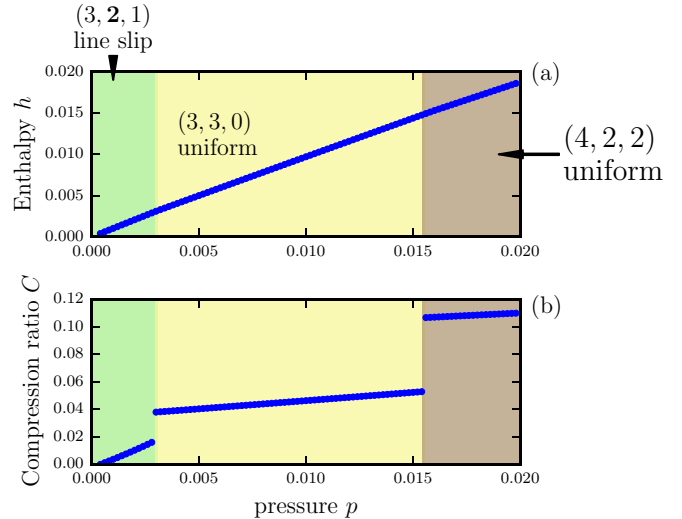 (3, 2, 1)
line slip
(a)
Enthalpy h
0.020
0.015
0.010
0.005
0.000
(3, 3, 0)
uniform
(4, 2, 2)
uniform
0.000 0.005 0.010 0.015 0.020
(b)
Compression ratio C
0.12
0.10
0.08
0.06
0.04
0.02
0.00
0.000 0.005 0.010 0.015 0.020
pressure p